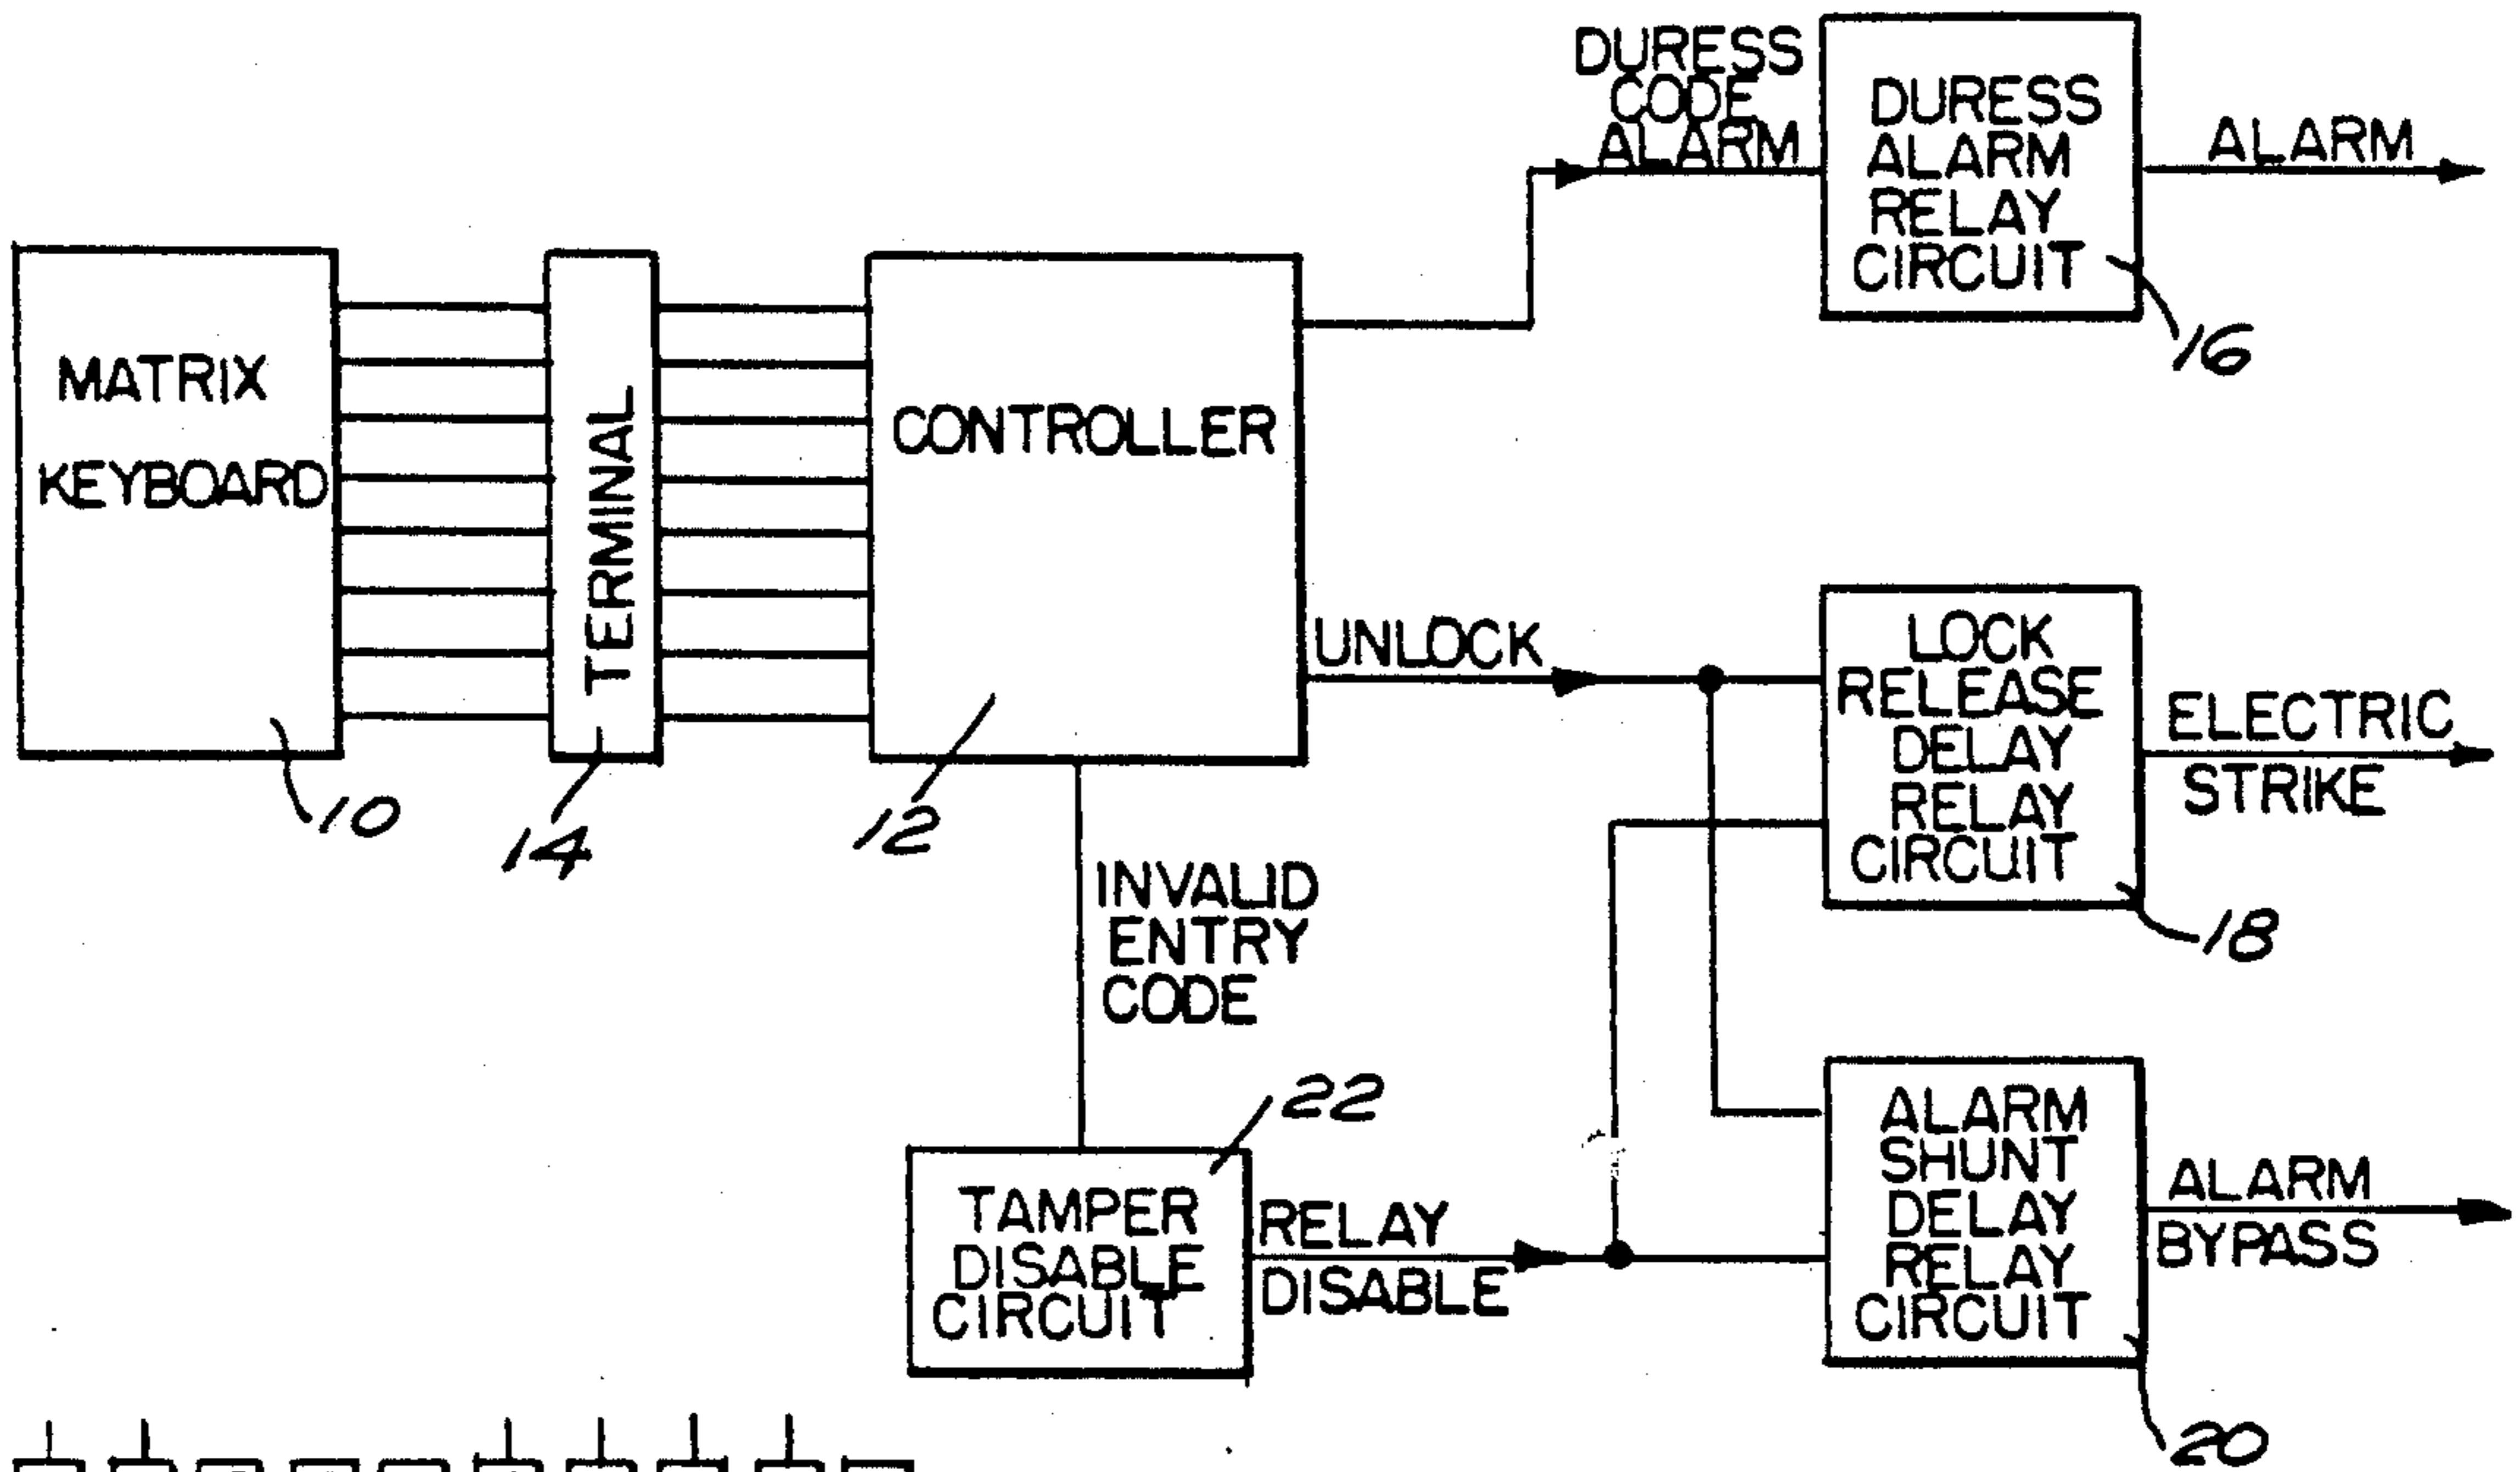 DURESS
CODE
ALARM
DURESS
ALARM
RELAY
CIRCUIT
ALARM
16
MATRIX
KEYBOARD
10
TERMINAL
14
CONTROLLER
12
UNLOCK
LOCK
RELEASE
DELAY
RELAY
CIRCUIT
ELECTRIC
STRIKE
18
INVALID
ENTRY
CODE
22
TAMPER
DISABLE
CIRCUIT
RELAY
DISABLE
ALARM
SHUNT
DELAY
RELAY
CIRCUIT
ALARM
BYPASS
20